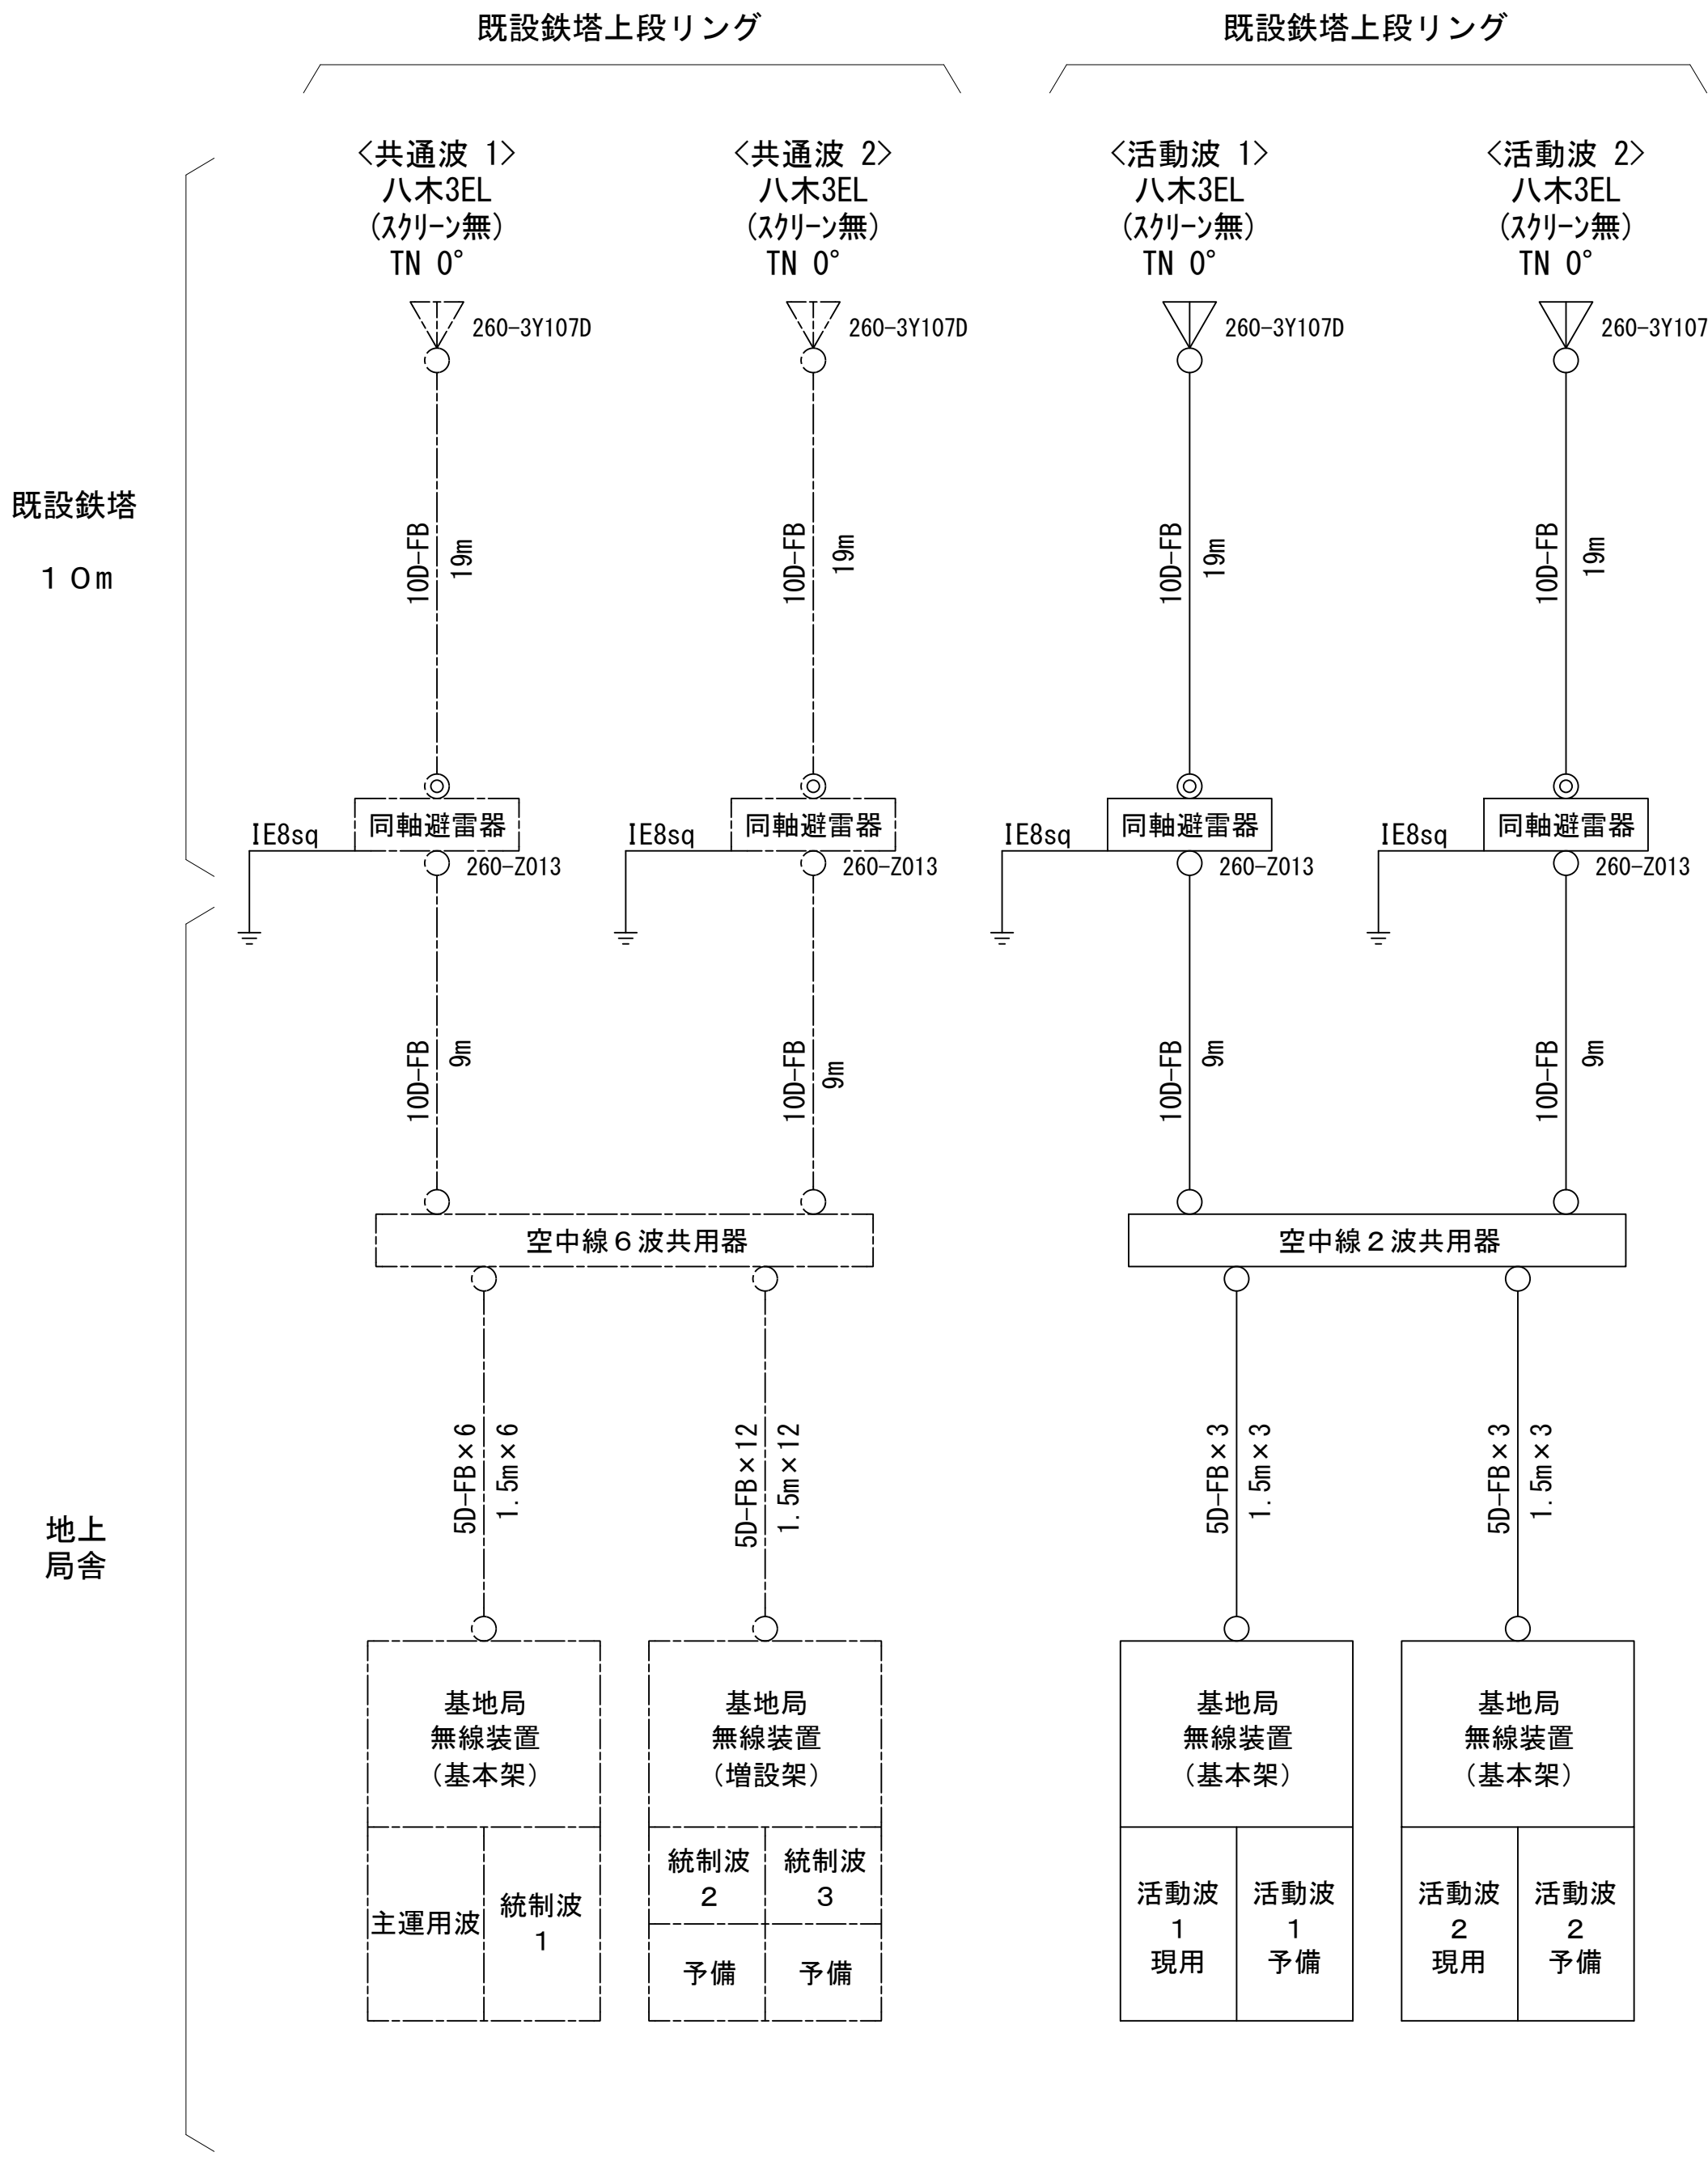 既設鉄塔上段リング
既設鉄塔上段リング
<共通波 1>
八木3EL
(ｽｸﾘｰﾝ無)
TN 0°
260-3Y107D
<共通波 2>
八木3EL
(ｽｸﾘｰﾝ無)
TN 0°
260-3Y107D
<活動波 1>
八木3EL
(ｽｸﾘｰﾝ無)
TN 0°
260-3Y107D
<活動波 2>
八木3EL
(ｽｸﾘｰﾝ無)
TN 0°
260-3Y107
既設鉄塔
１０m
10D-FB
19m
10D-FB
19m
10D-FB
19m
10D-FB
19m
IE8sq
同軸避雷器
260-Z013
IE8sq
同軸避雷器
260-Z013
IE8sq
同軸避雷器
260-Z013
IE8sq
同軸避雷器
260-Z013
10D-FB
9m
10D-FB
9m
10D-FB
9m
10D-FB
9m
空中線６波共用器
空中線２波共用器
地上
局舎
5D-FB×6
1.5m×6
5D-FB×12
1.5m×12
5D-FB×3
1.5m×3
5D-FB×3
1.5m×3
基地局
無線装置
(基本架)
主運用波
統制波
1
基地局
無線装置
(増設架)
統制波
2
統制波
3
予備
予備
基地局
無線装置
(基本架)
活動波
1
現用
活動波
1
予備
基地局
無線装置
(基本架)
活動波
2
現用
活動波
2
予備